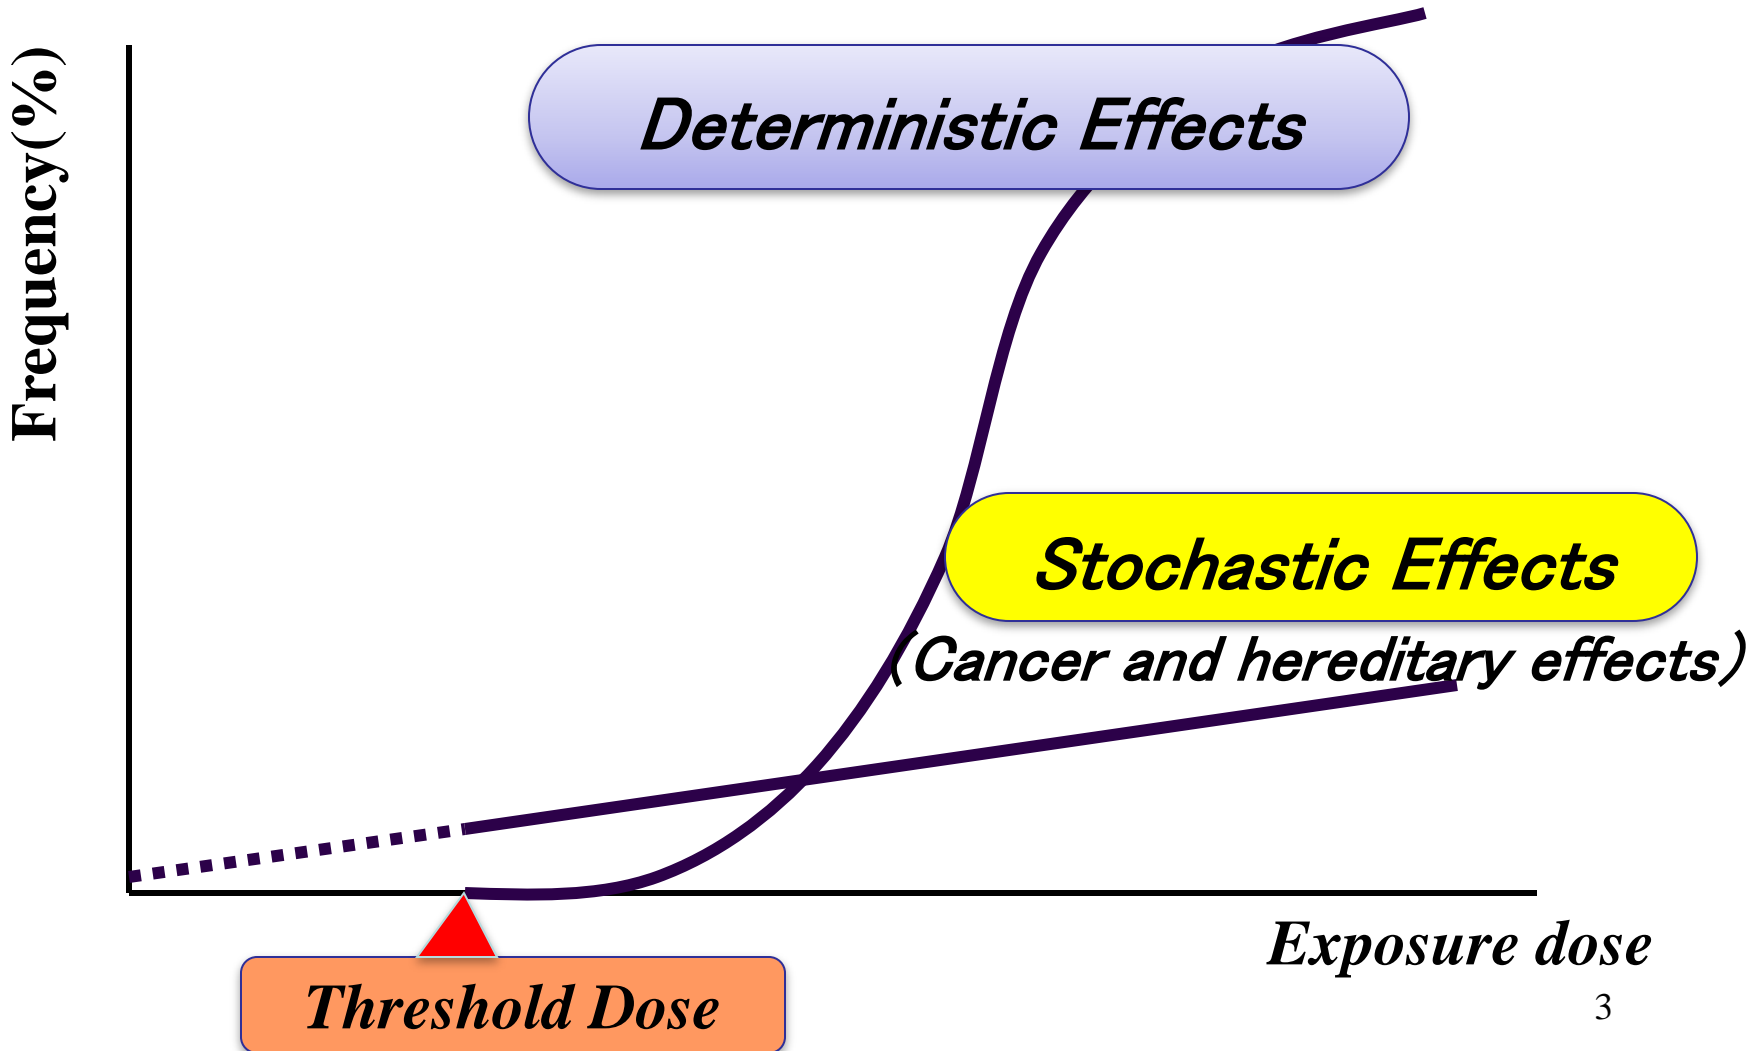 Frequency(%)
Deterministic Effects
Stochastic Effects
(Cancer and hereditary effects)
Exposure dose
Threshold Dose
3